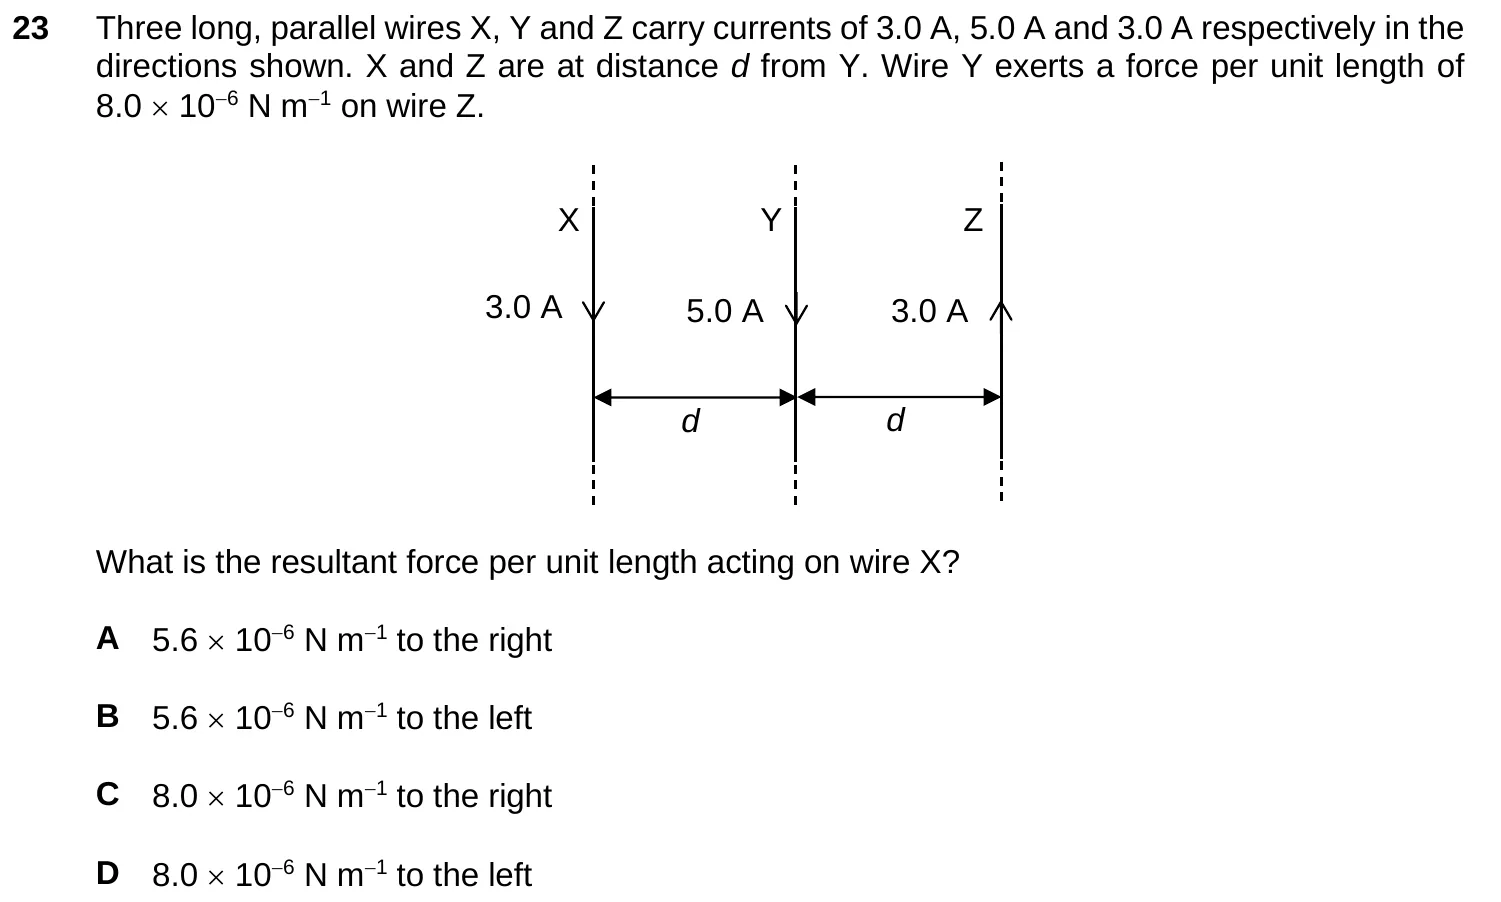 23 Three long, parallel wires X, Y and Z carry currents of 3.0 A, 5.0 A and 3.0 A respectively in the
directions shown. X and Z are at distance d from Y. Wire Y exerts a force per unit length of
8.0 × 10⁻⁶ N m⁻¹ on wire Z.
X Y Z
3.0 A 5.0 A 3.0 A
d d
What is the resultant force per unit length acting on wire X?
A 5.6 × 10⁻⁶ N m⁻¹ to the right
B 5.6 × 10⁻⁶ N m⁻¹ to the left
C 8.0 × 10⁻⁶ N m⁻¹ to the right
D 8.0 × 10⁻⁶ N m⁻¹ to the left